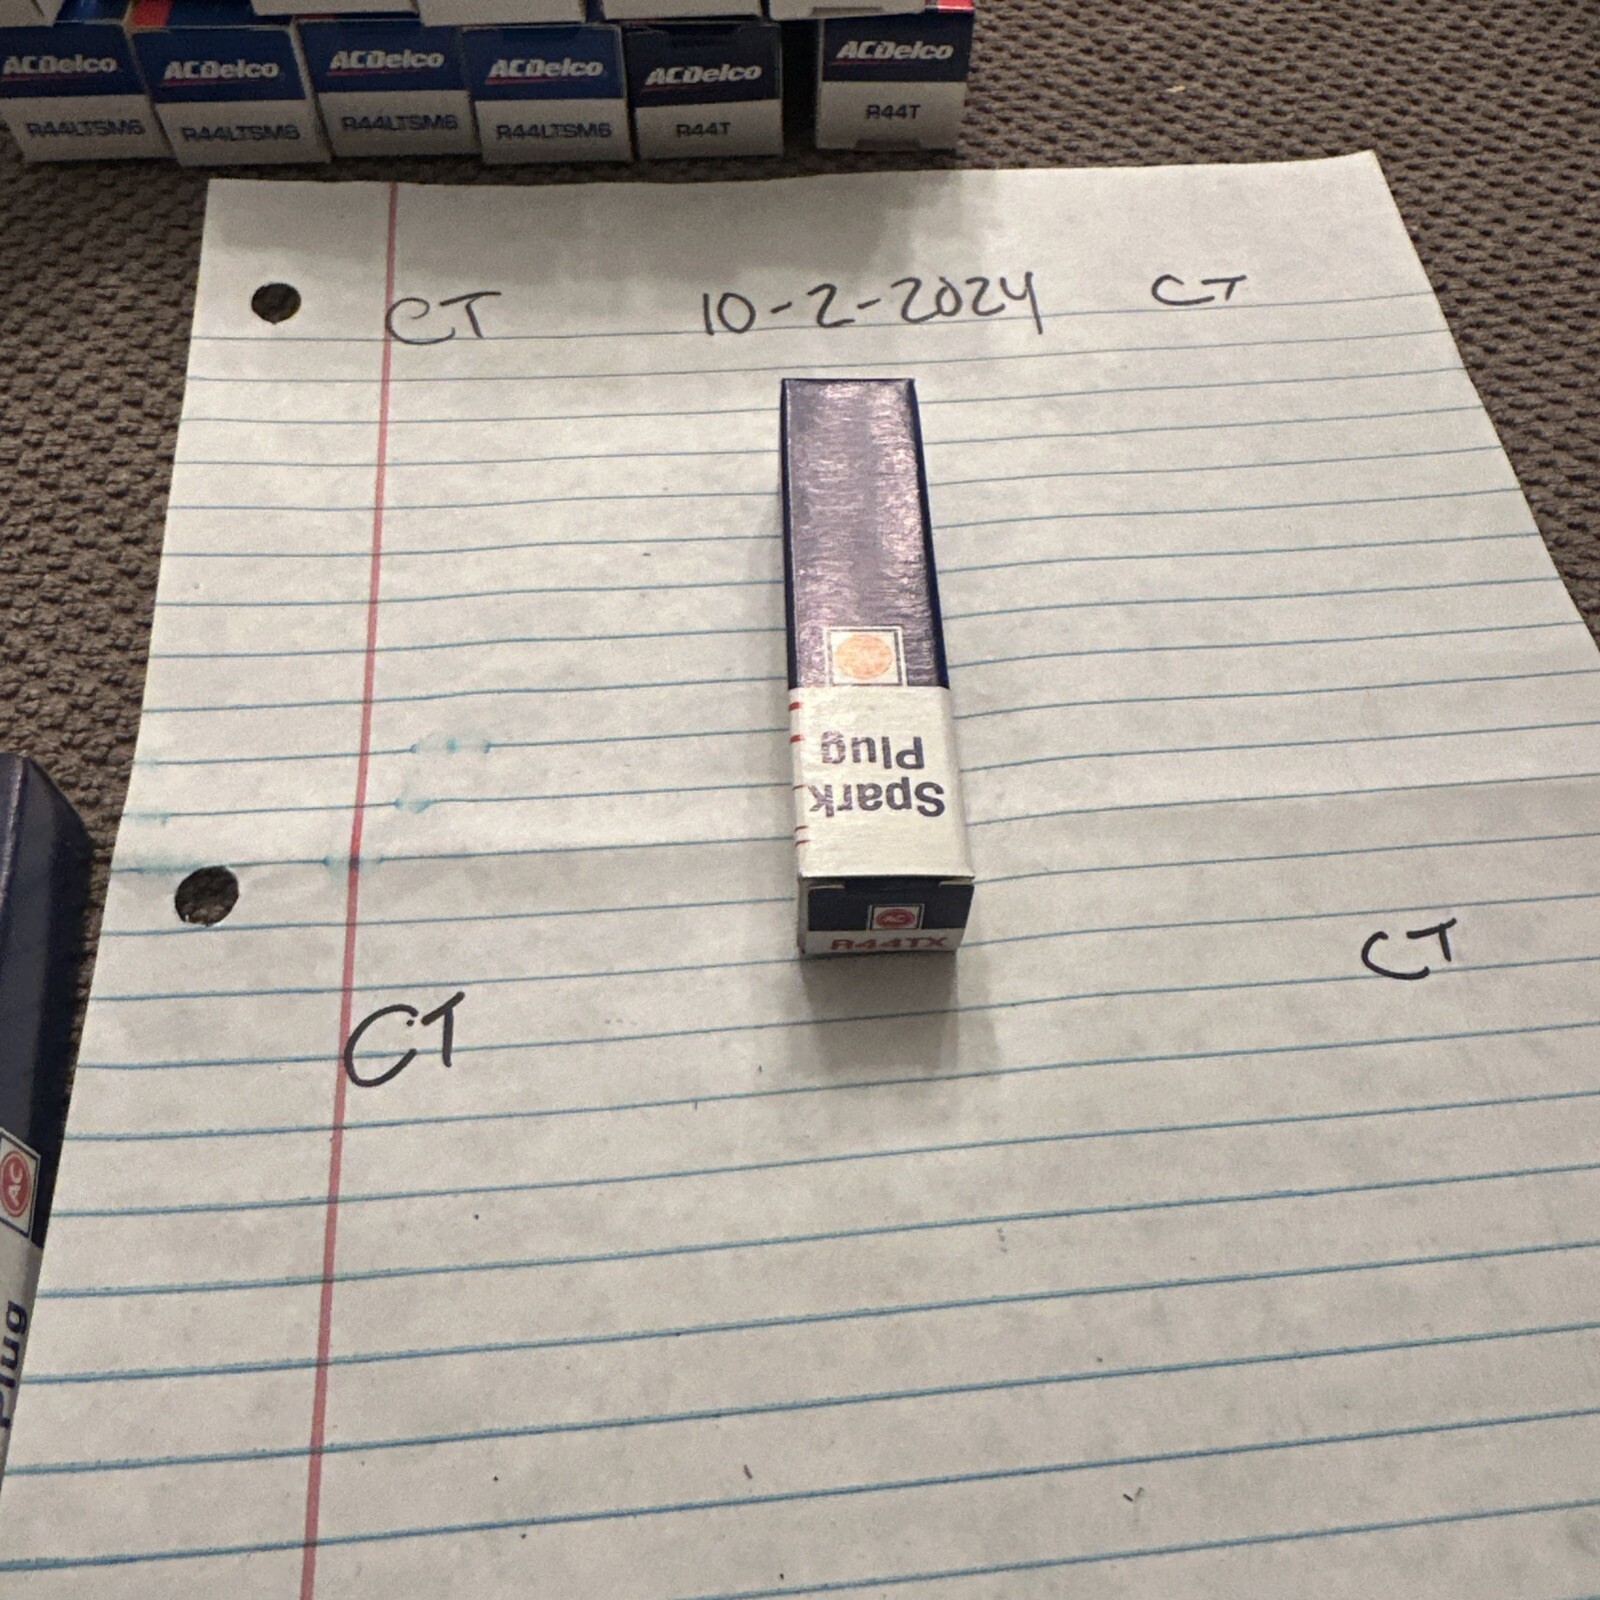 ACDelco ACDelco ACDelco ACDelco ACDelco ACDelco
R44LTSM6 R44LTSM6 R44LTSM6 R44LTSM6 R44T R44T
CT 10-2-2024 CT
Spark
Plug
AC
R44TX
CT
CT
AC
Plug